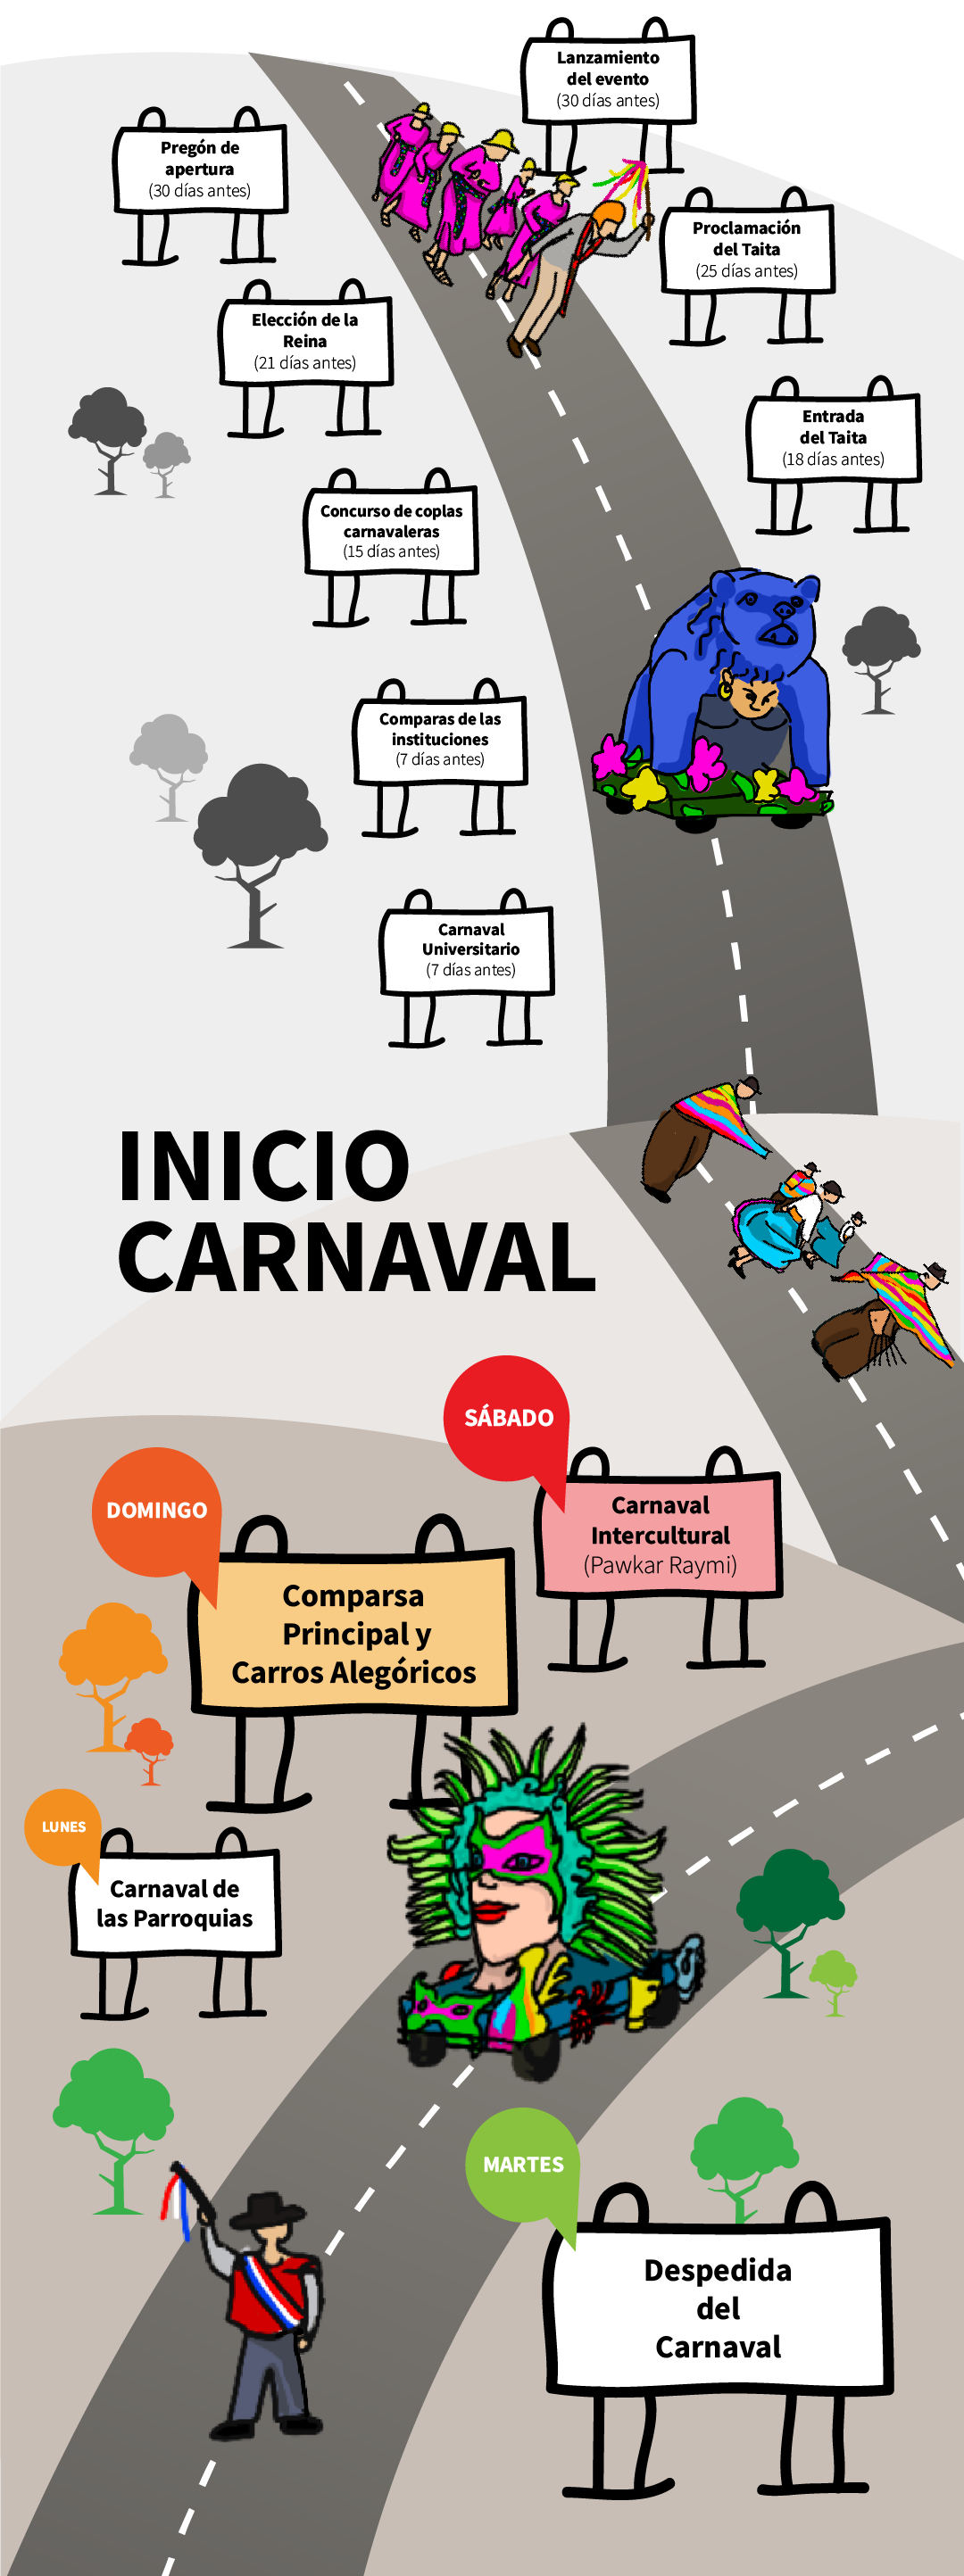 Lanzamiento
del evento
(30 días antes)
Pregón de
apertura
(30 días antes)
Proclamación
del Taita
(25 días antes)
Elección de la
Reina
(21 días antes)
Entrada
del Taita
(18 días antes)
Concurso de coplas
carnavaleras
(15 días antes)
Comparas de las
instituciones
(7 días antes)
Carnaval
Universitario
(7 días antes)
INICIO
CARNAVAL
SÁBADO
Carnaval
Intercultural
(Pawkar Raymi)
DOMINGO
Comparsa
Principal y
Carros Alegóricos
LUNES
Carnaval de
las Parroquias
MARTES
Despedida
del
Carnaval